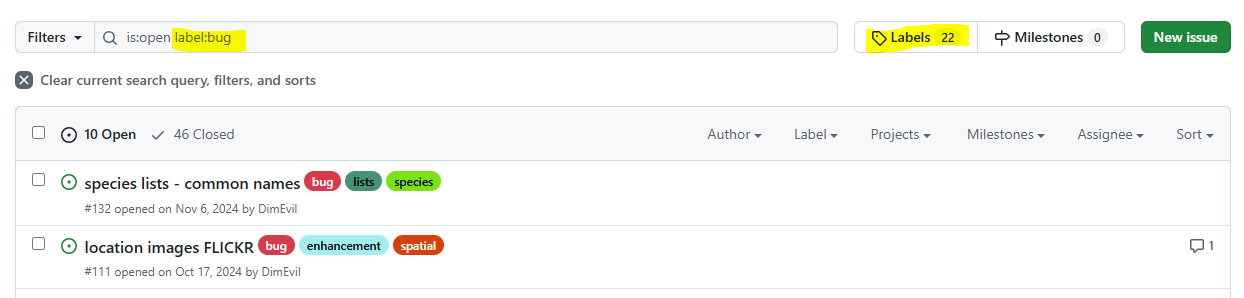 Filters is:open label:bug Labels 22 Milestones 0 New issue
Clear current search query, filters, and sorts
10 Open 46 Closed Author Label Projects Milestones Assignee Sort
species lists - common names bug lists species
#132 opened on Nov 6, 2024 by DimEvil
location images FLICKR bug enhancement spatial 1
#111 opened on Oct 17, 2024 by DimEvil